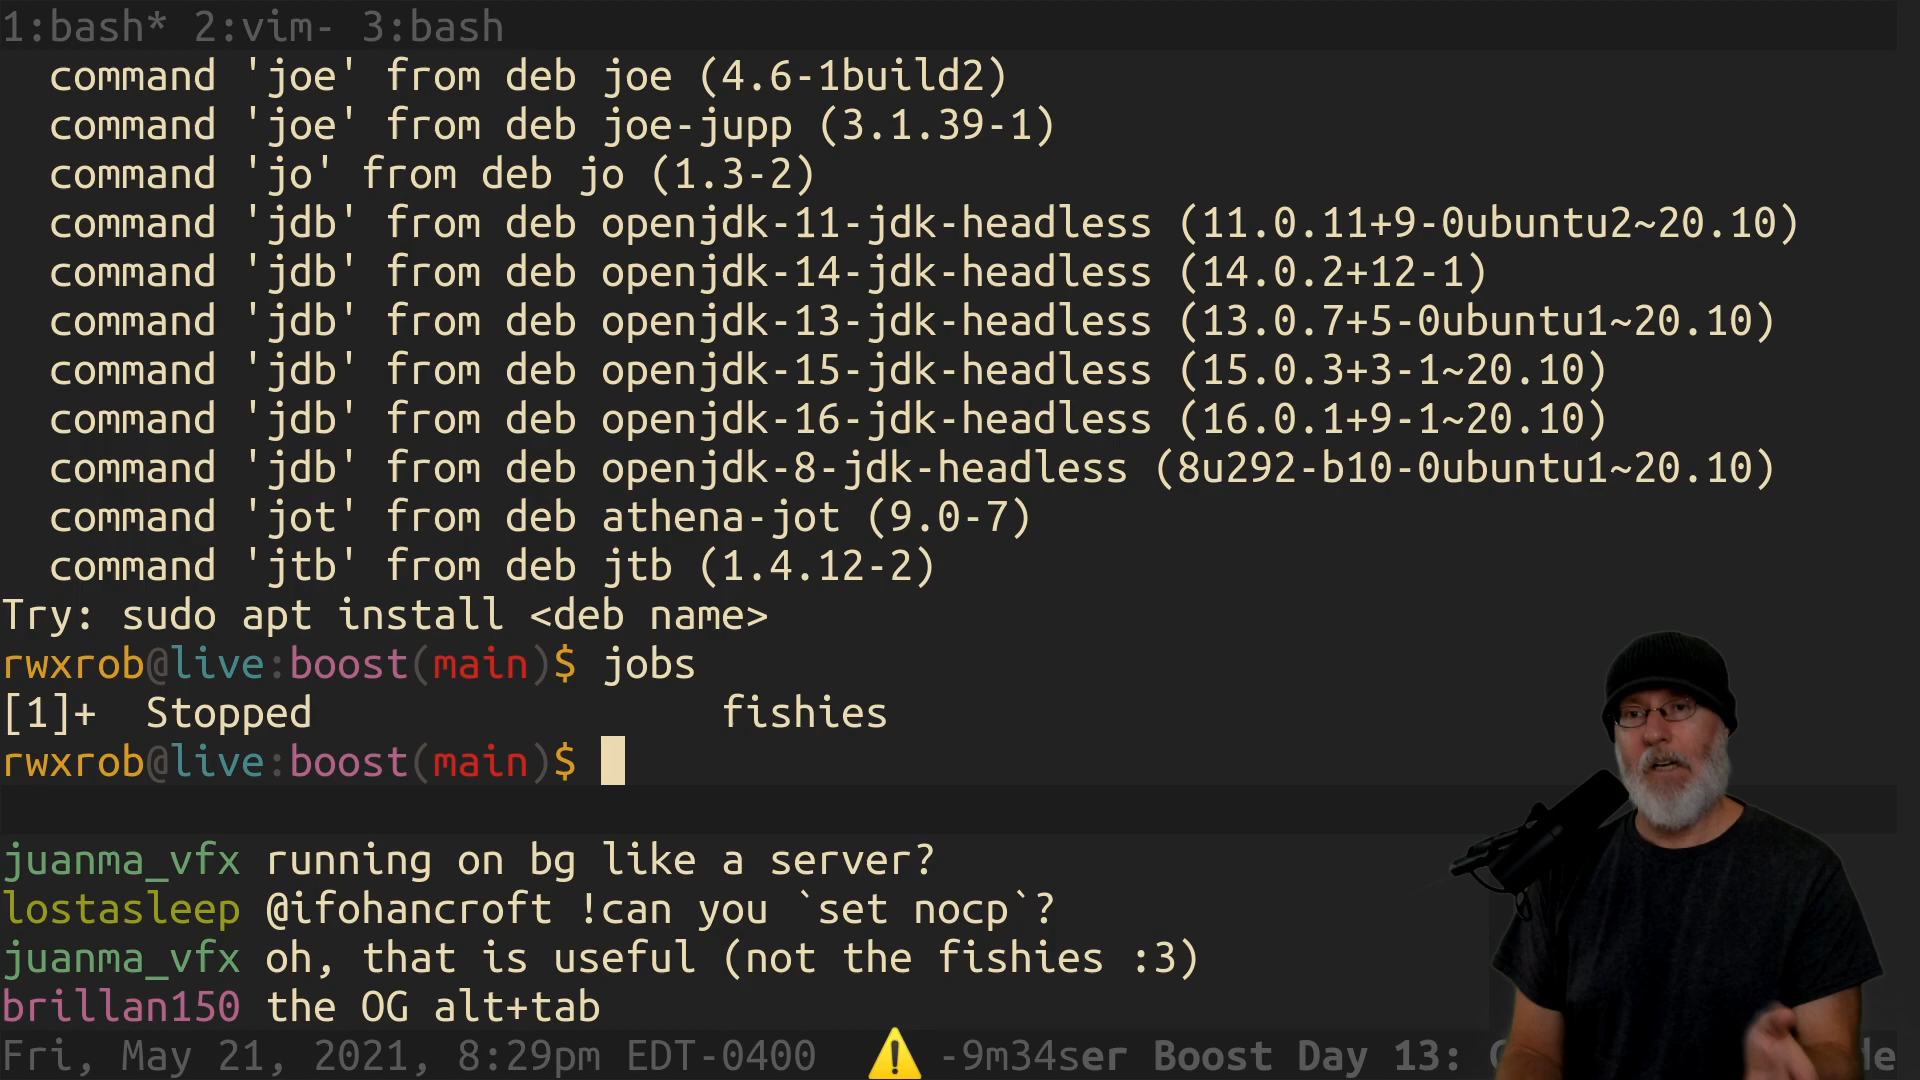 1:bash* 2:vim- 3:bash
command 'joe' from deb joe (4.6-1build2)
command 'joe' from deb joe-jupp (3.1.39-1)
command 'jo' from deb jo (1.3-2)
command 'jdb' from deb openjdk-11-jdk-headless (11.0.11+9-0ubuntu2~20.10)
command 'jdb' from deb openjdk-14-jdk-headless (14.0.2+12-1)
command 'jdb' from deb openjdk-13-jdk-headless (13.0.7+5-0ubuntu1~20.10)
command 'jdb' from deb openjdk-15-jdk-headless (15.0.3+3-1~20.10)
command 'jdb' from deb openjdk-16-jdk-headless (16.0.1+9-1~20.10)
command 'jdb' from deb openjdk-8-jdk-headless (8u292-b10-0ubuntu1~20.10)
command 'jot' from deb athena-jot (9.0-7)
command 'jtb' from deb jtb (1.4.12-2)
Try: sudo apt install <deb name>
rwxrob@live:boost(main)$ jobs
[1]+  Stopped                 fishies
rwxrob@live:boost(main)$
juanma_vfx running on bg like a server?
lostasleep @ifohancroft !can you `set nocp`?
juanma_vfx oh, that is useful (not the fishies :3)
brillan150 the OG alt+tab
Fri, May 21, 2021, 8:29pm EDT-0400 ⚠️ -9m34ser Boost Day 13: